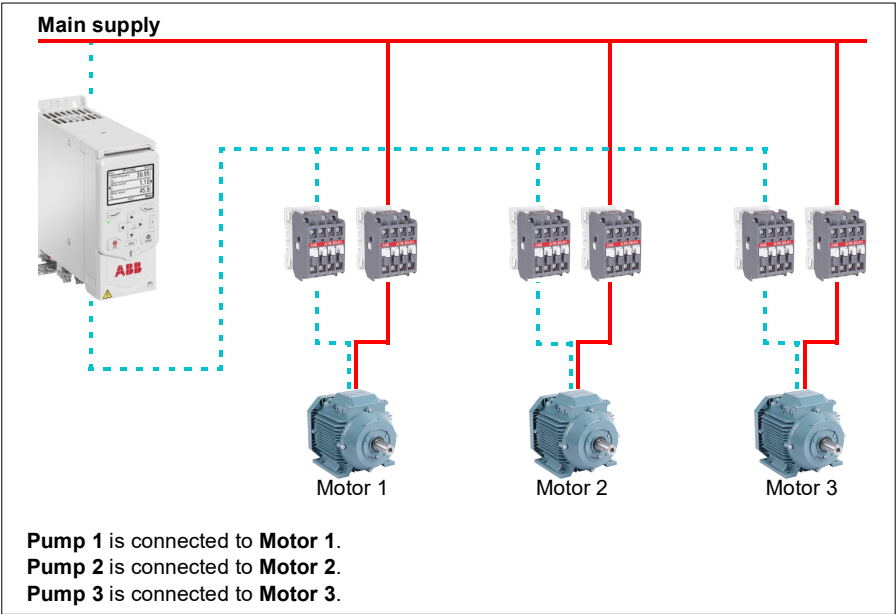 Main supply
ABB
Motor 1
Motor 2
Motor 3
Pump 1 is connected to Motor 1.
Pump 2 is connected to Motor 2.
Pump 3 is connected to Motor 3.